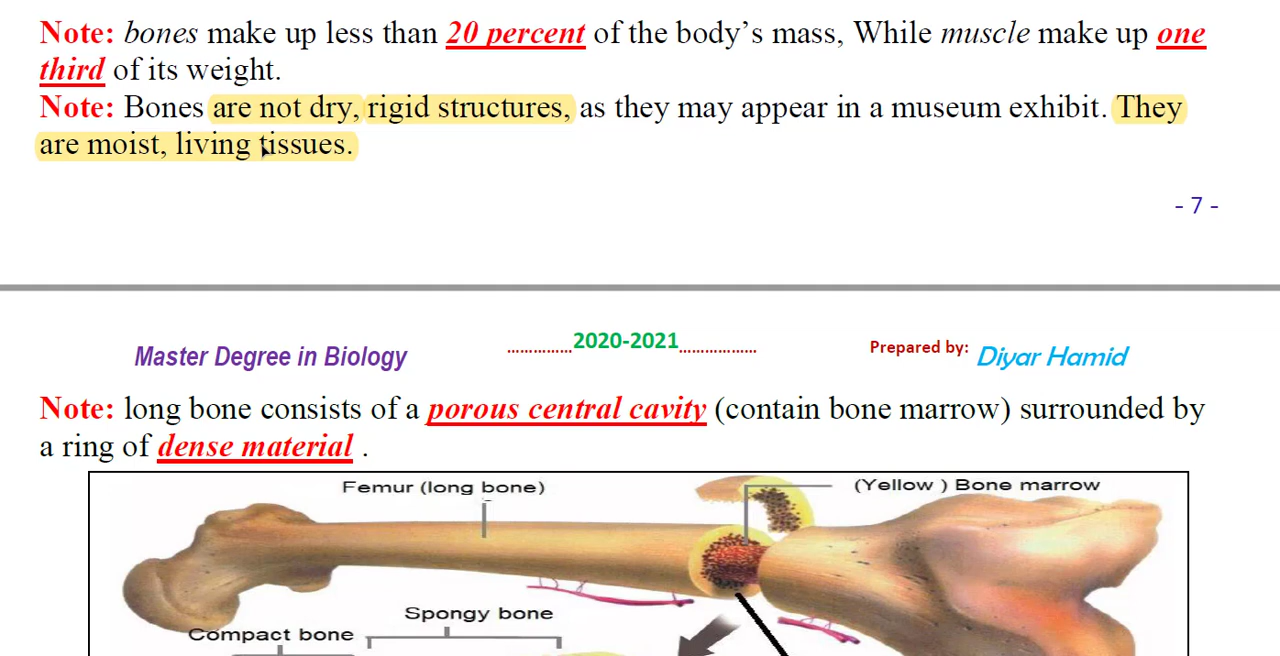 Note: bones make up less than 20 percent of the body’s mass, While muscle make up one
third of its weight.
Note: Bones are not dry, rigid structures, as they may appear in a museum exhibit. They
are moist, living tissues.
- 7 -
Master Degree in Biology ..............2020-2021................. Prepared by: Diyar Hamid
Note: long bone consists of a porous central cavity (contain bone marrow) surrounded by
a ring of dense material .
Femur (long bone)
(Yellow ) Bone marrow
Spongy bone
Compact bone